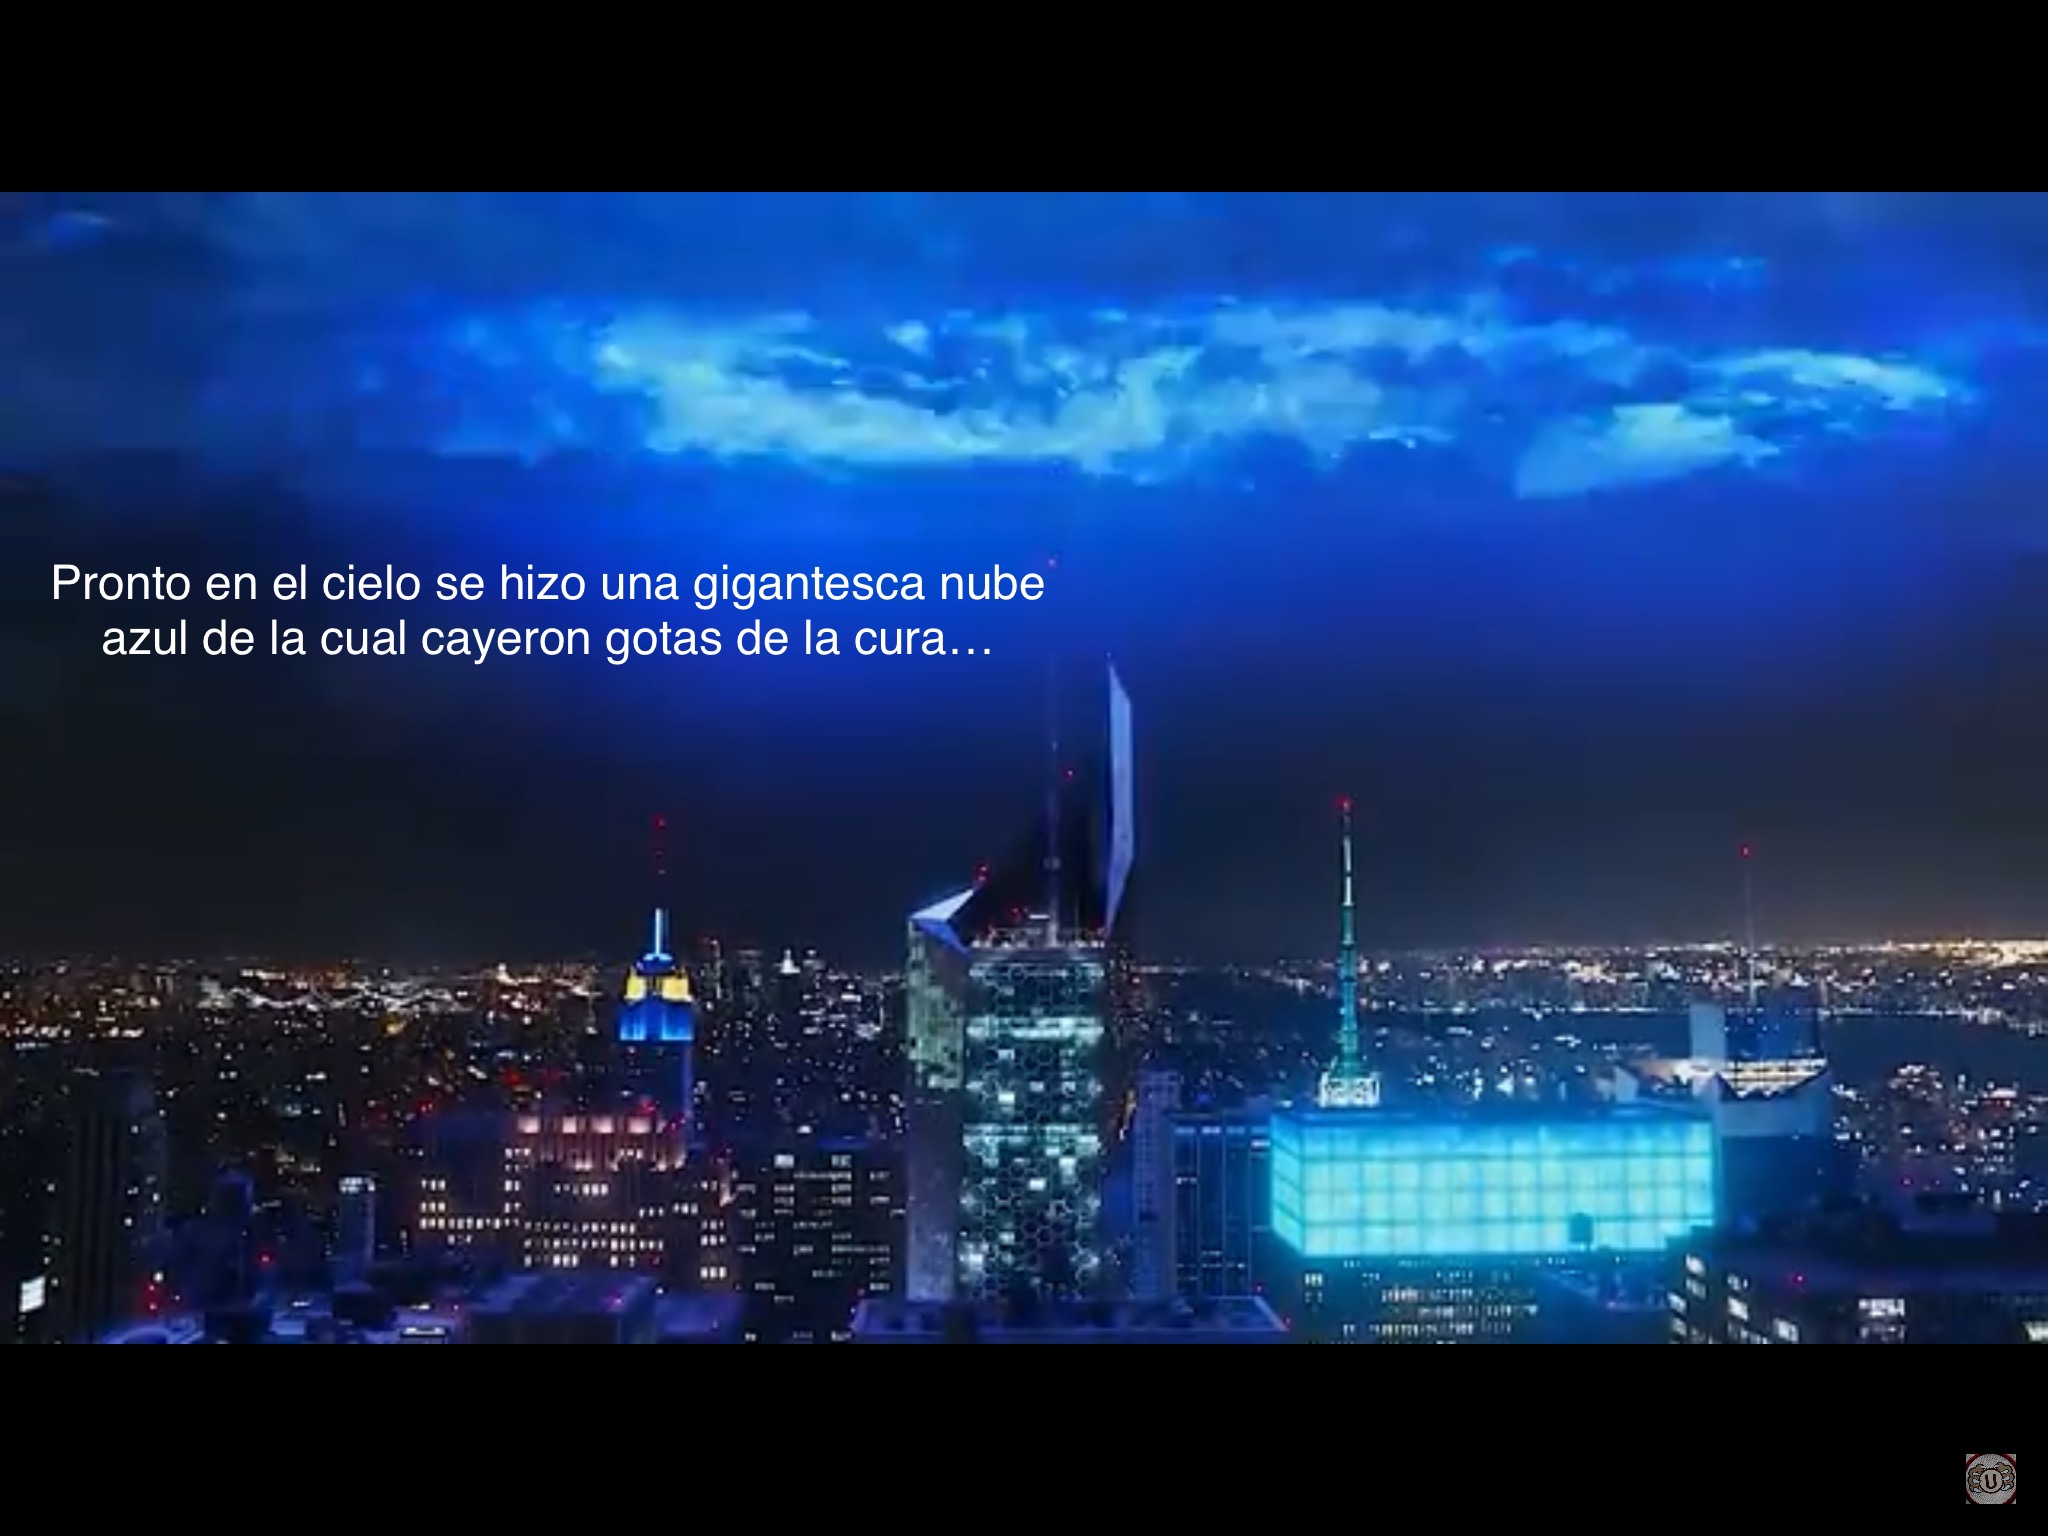 Pronto en el cielo se hizo una gigantesca nube
azul de la cual cayeron gotas de la cura…
U